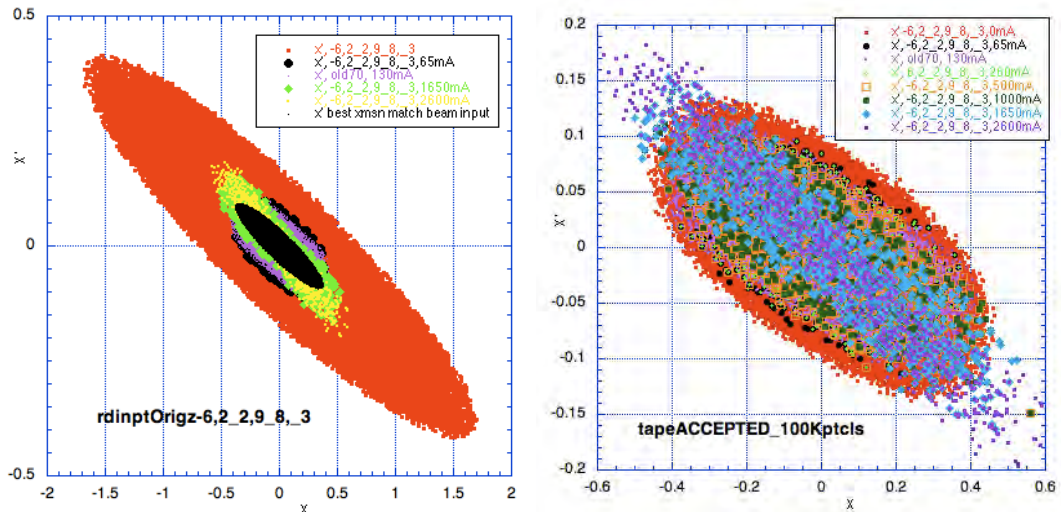 0.5
x', -6,2_2,9_8,_3
x', -6,2_2,9_8,_3,65mA
x', old70, 130mA
x', -6,2_2,9_8,_3,1650mA
x', -6,2_2,9_8,_3,2600mA
x' best xmsn match beam input
X'
0
rdinptOrigz-6,2_2,9_8,_3
-0.5
-2 -1.5 -1 -0.5 0 0.5 1 1.5 2
X
0.2
x', -6,2_2,9_8,_3,0mA
x', -6,2_2,9_8,_3,65mA
x', old70, 130mA
x', -6,2_2,9_8,_3,260mA
x', -6,2_2,9_8,_3,500mA
x', -6,2_2,9_8,_3,1000mA
x', -6,2_2,9_8,_3,1650mA
x', -6,2_2,9_8,_3,2600mA
0.15
0.1
0.05
X'
0
-0.05
-0.1
-0.15
tapeACCEPTED_100Kptcls
-0.2
-0.6 -0.4 -0.2 0 0.2 0.4 0.6
X